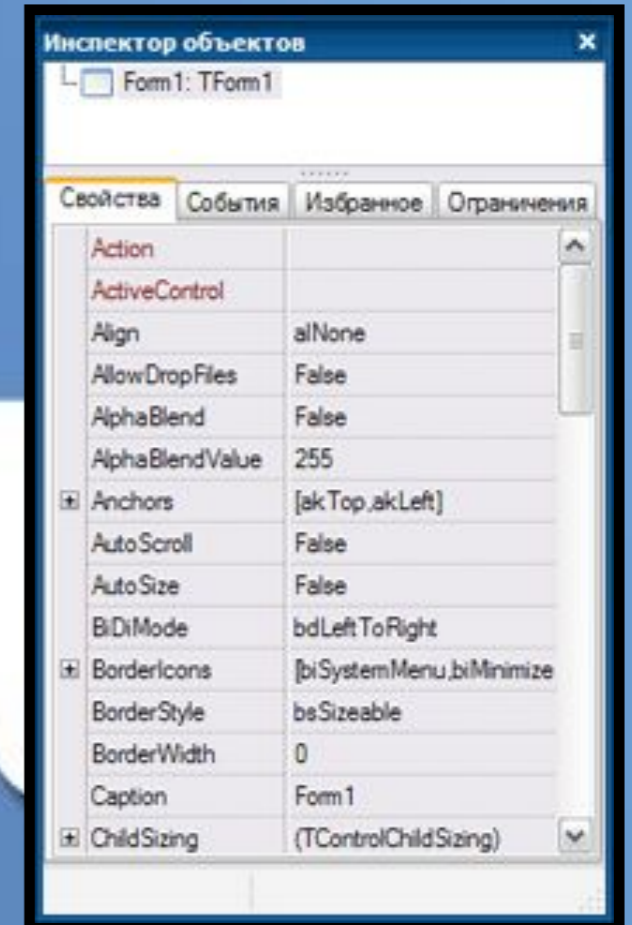 Инспектор объектов
Form1: TForm1
Свойства События Избранное Ограничения
Action
ActiveControl
Align alNone
AllowDropFiles False
AlphaBlend False
AlphaBlendValue 255
Anchors [akTop,akLeft]
AutoScroll False
AutoSize False
BiDiMode bdLeftToRight
BorderIcons [biSystemMenu,biMinimize
BorderStyle bsSizeable
BorderWidth 0
Caption Form1
ChildSizing (TControlChildSizing)